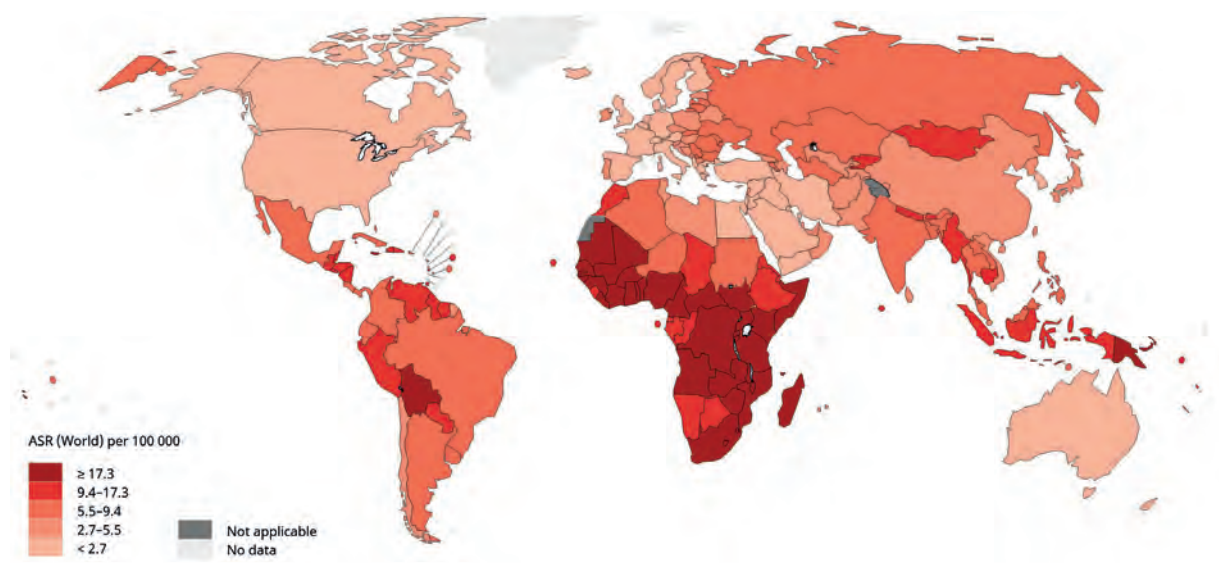 ASR (World) per 100 000
≥ 17.3
9.4–17.3
5.5–9.4
2.7–5.5
< 2.7
Not applicable
No data